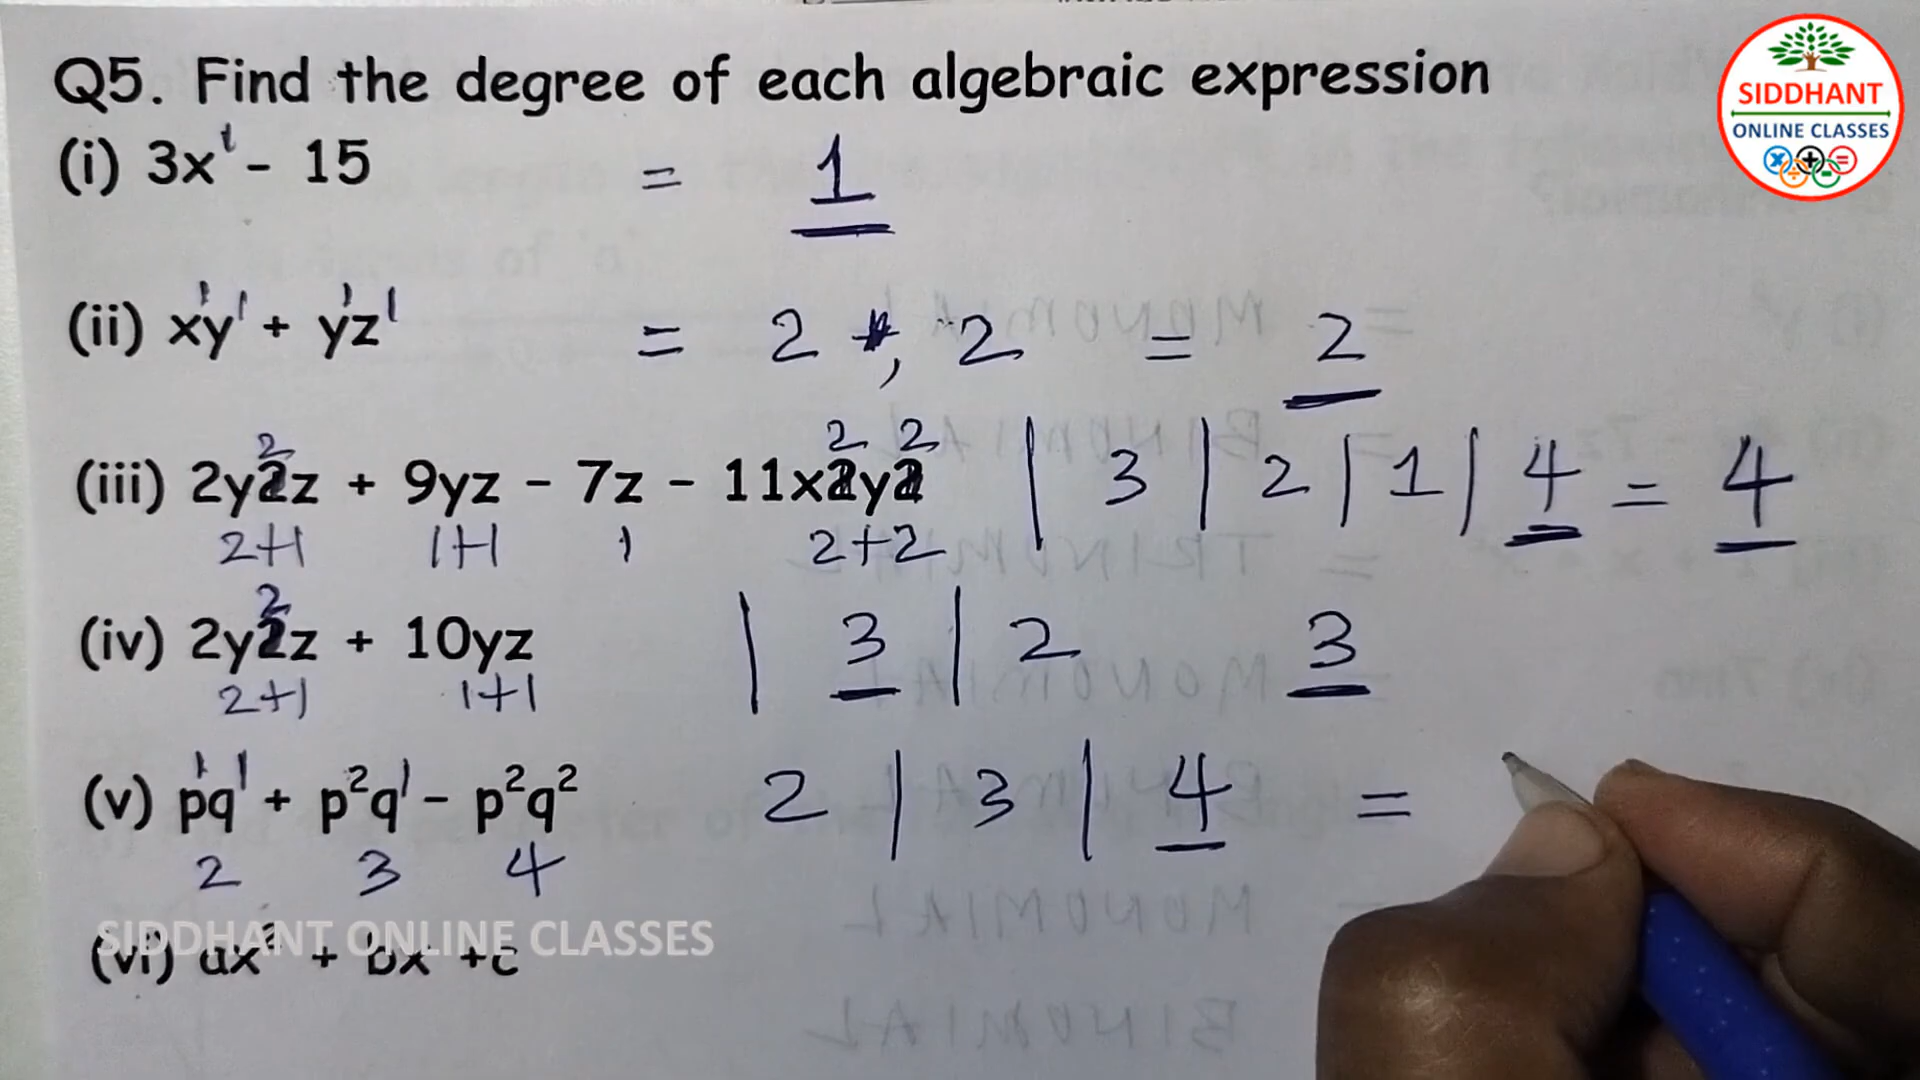 Q5. Find the degree of each algebraic expression
SIDDHANT
ONLINE CLASSES
(i) 3x¹ - 15 = 1
(ii) x¹y¹ + y¹z¹ = 2 , 2 = 2
(iii) 2y²z + 9yz - 7z - 11x²y² | 3 | 2 | 1 | 4 = 4
2+1 1+1 1 2+2
(iv) 2y²z + 10yz | 3 | 2 3
2+1 1+1
(v) p¹q¹ + p²q¹ - p²q² 2 | 3 | 4 =
2 3 4
SIDDHANT ONLINE CLASSES
(vi) ax² + bx +c